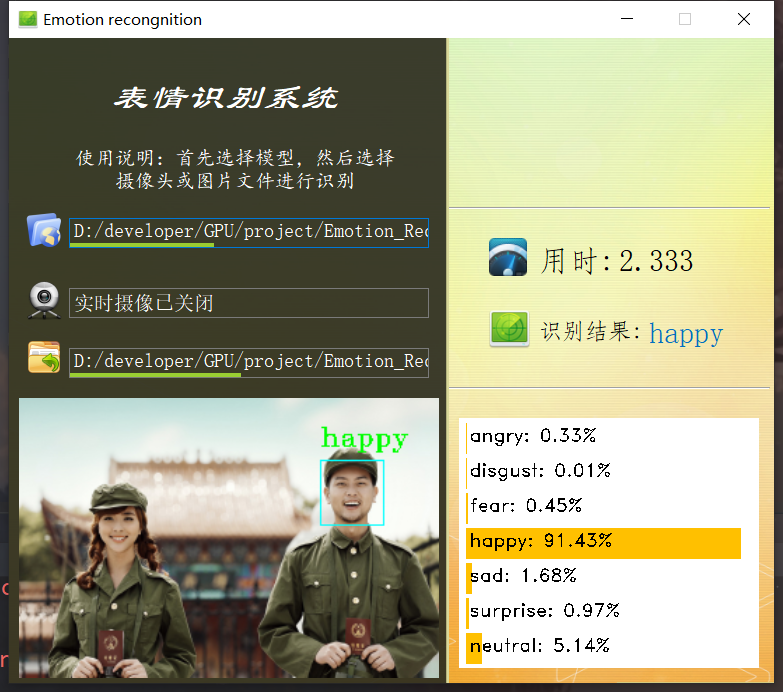 Emotion recongnition
表情识别系统
使用说明：首先选择模型，然后选择
摄像头或图片文件进行识别
D:/developer/GPU/project/Emotion_Rec
实时摄像已关闭
D:/developer/GPU/project/Emotion_Rec
用时：2.333
识别结果：happy
happy
angry: 0.33%
disgust: 0.01%
fear: 0.45%
happy: 91.43%
sad: 1.68%
surprise: 0.97%
neutral: 5.14%